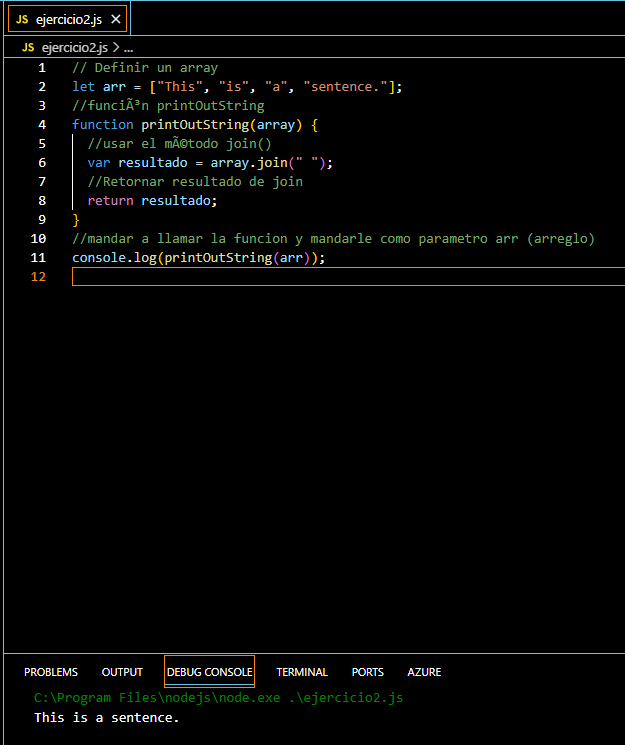 JS ejercicio2.js ×
JS ejercicio2.js > ...
1 // Definir un array
2 let arr = ["This", "is", "a", "sentence."];
3 //funciÃ³n printOutString
4 function printOutString(array) {
5 //usar el mÃ©todo join()
6 var resultado = array.join(" ");
7 //Retornar resultado de join
8 return resultado;
9 }
10 //mandar a llamar la funcion y mandarle como parametro arr (arreglo)
11 console.log(printOutString(arr));
12
PROBLEMS OUTPUT DEBUG CONSOLE TERMINAL PORTS AZURE
C:\Program Files\nodejs\node.exe .\ejercicio2.js
This is a sentence.